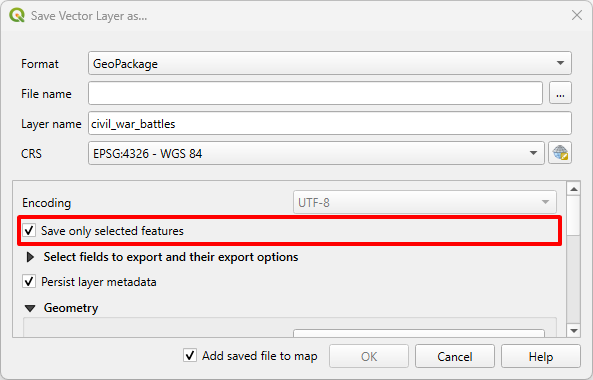 Save Vector Layer as...
Format GeoPackage
File name ...
Layer name civil_war_battles
CRS EPSG:4326 - WGS 84
Encoding UTF-8
Save only selected features
Select fields to export and their export options
Persist layer metadata
Geometry
Add saved file to map OK Cancel Help